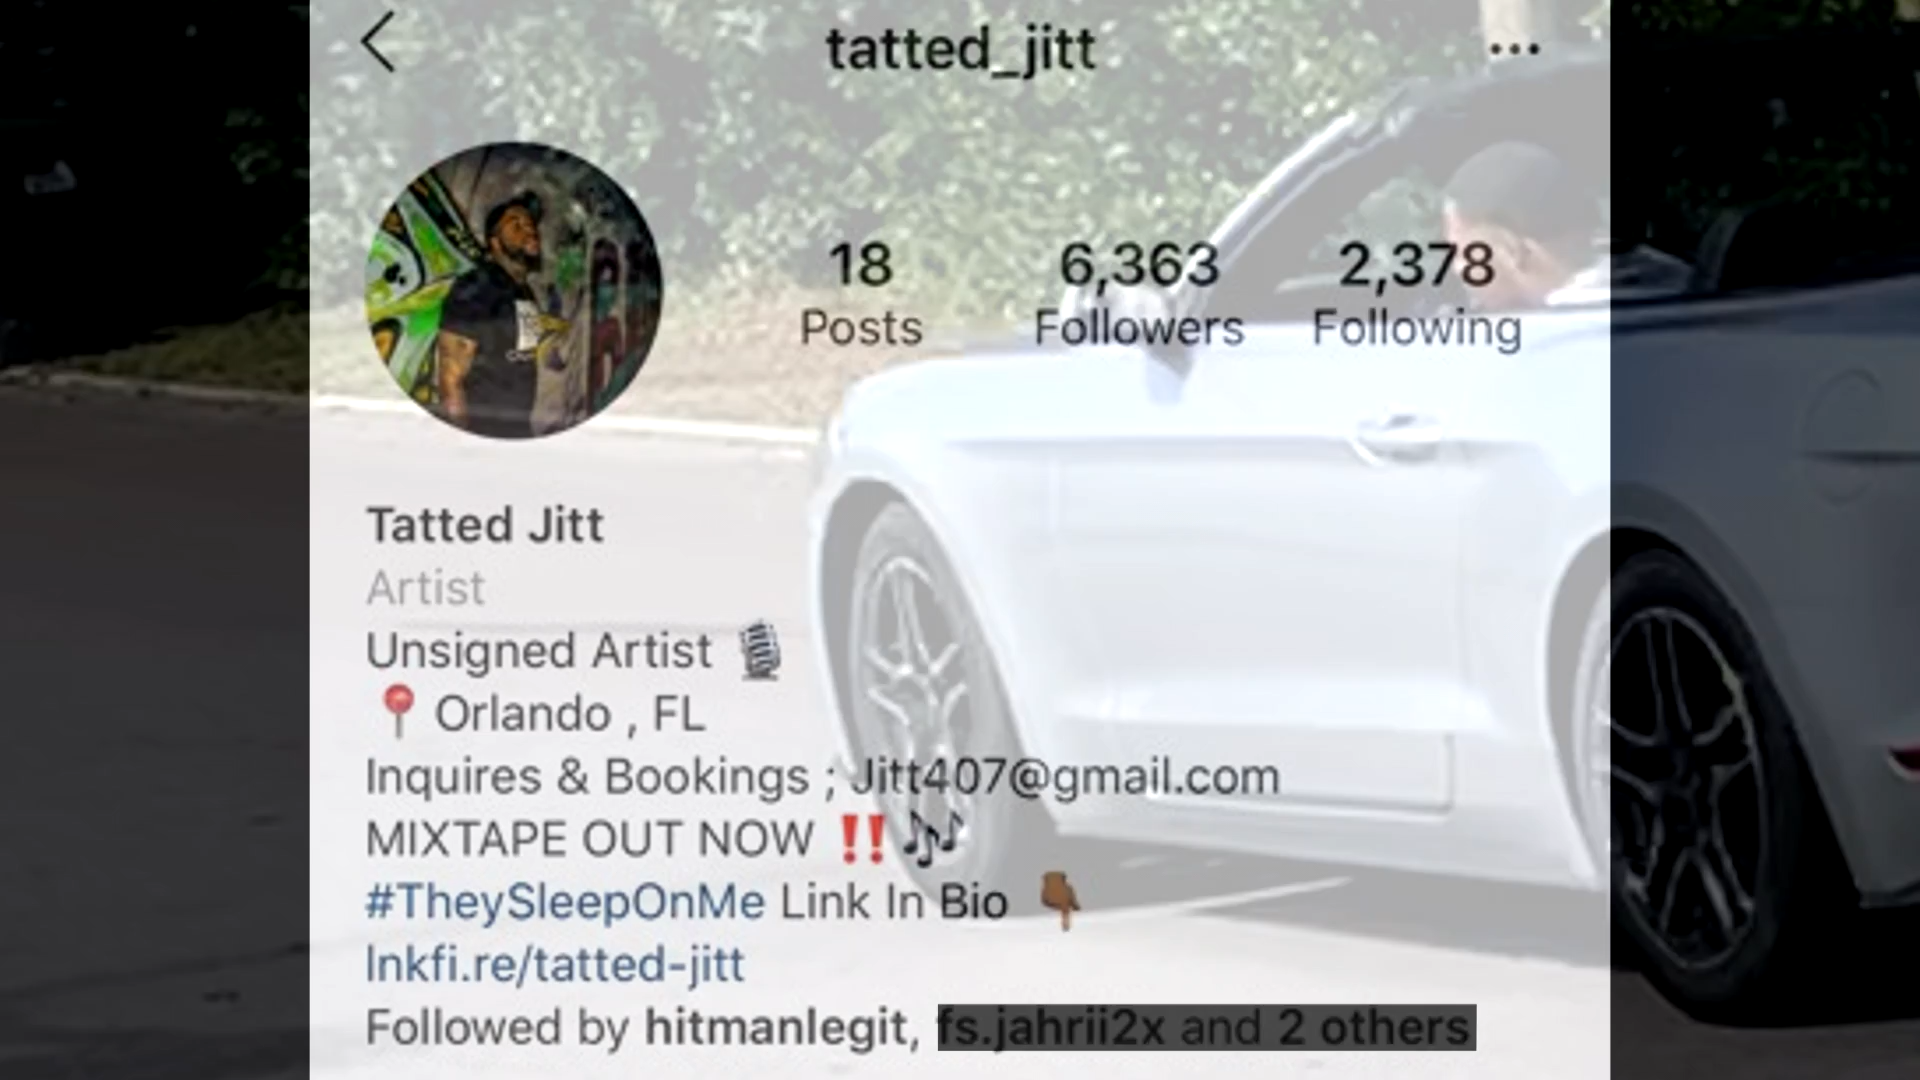 tatted_jitt
18 6,363 2,378
Posts Followers Following
Tatted Jitt
Artist
Unsigned Artist 🎙
📍 Orlando , FL
Inquires & Bookings ; Jitt407@gmail.com
MIXTAPE OUT NOW ‼️🎶
#TheySleepOnMe Link In Bio 👇🏾
lnkfi.re/tatted-jitt
Followed by hitmanlegit, fs.jahrii2x and 2 others